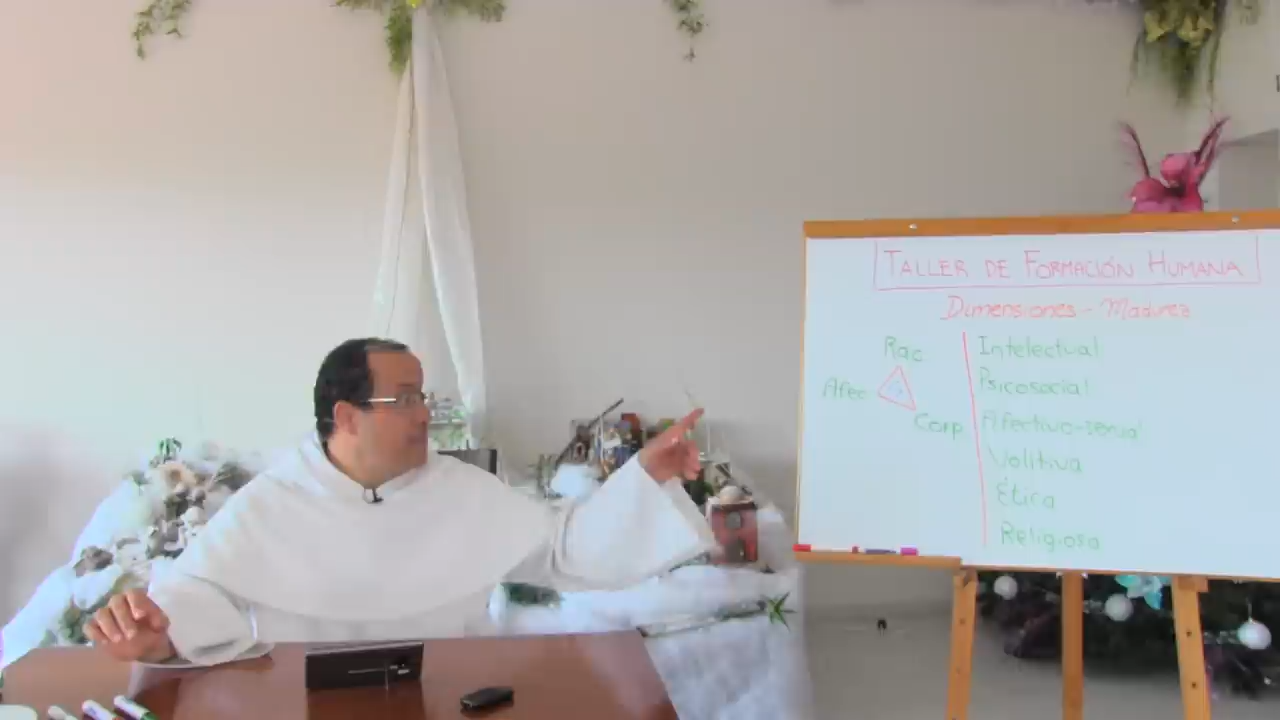 TALLER DE FORMACIÓN HUMANA
Dimensiones - Madurez
Rac
Afec
Corp
Intelectual
Psicosocial
Afectivo-sexual
Volitiva
Ética
Religiosa